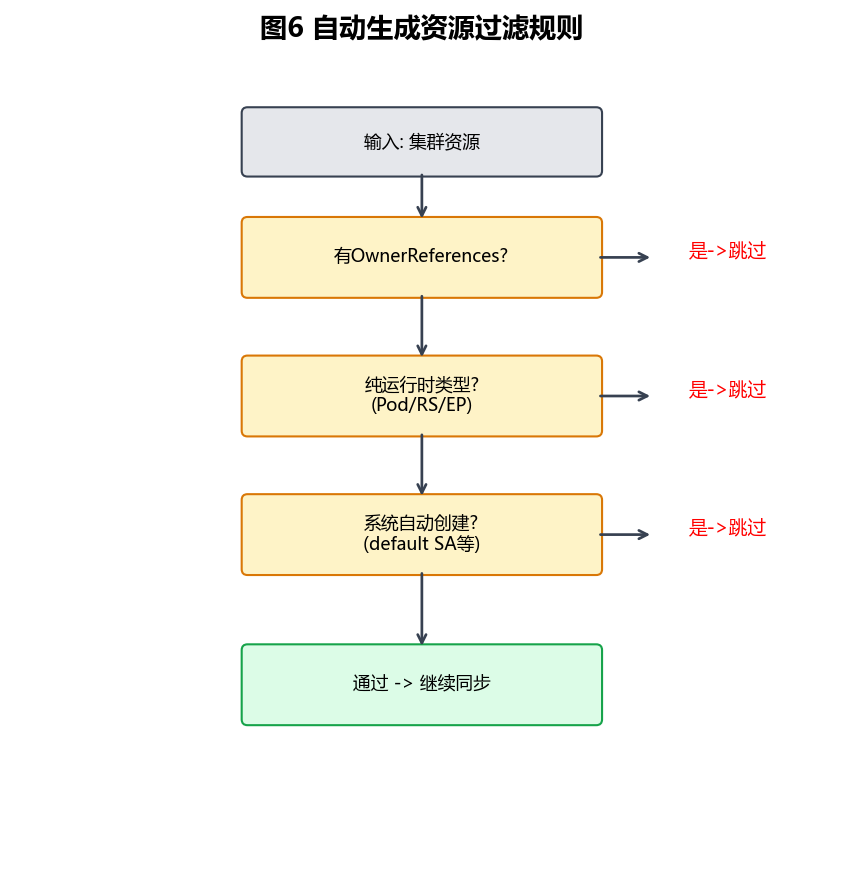 图6 自动生成资源过滤规则
输入: 集群资源
有OwnerReferences?
是->跳过
纯运行时类型?
(Pod/RS/EP)
是->跳过
系统自动创建?
(default SA等)
是->跳过
通过 -> 继续同步